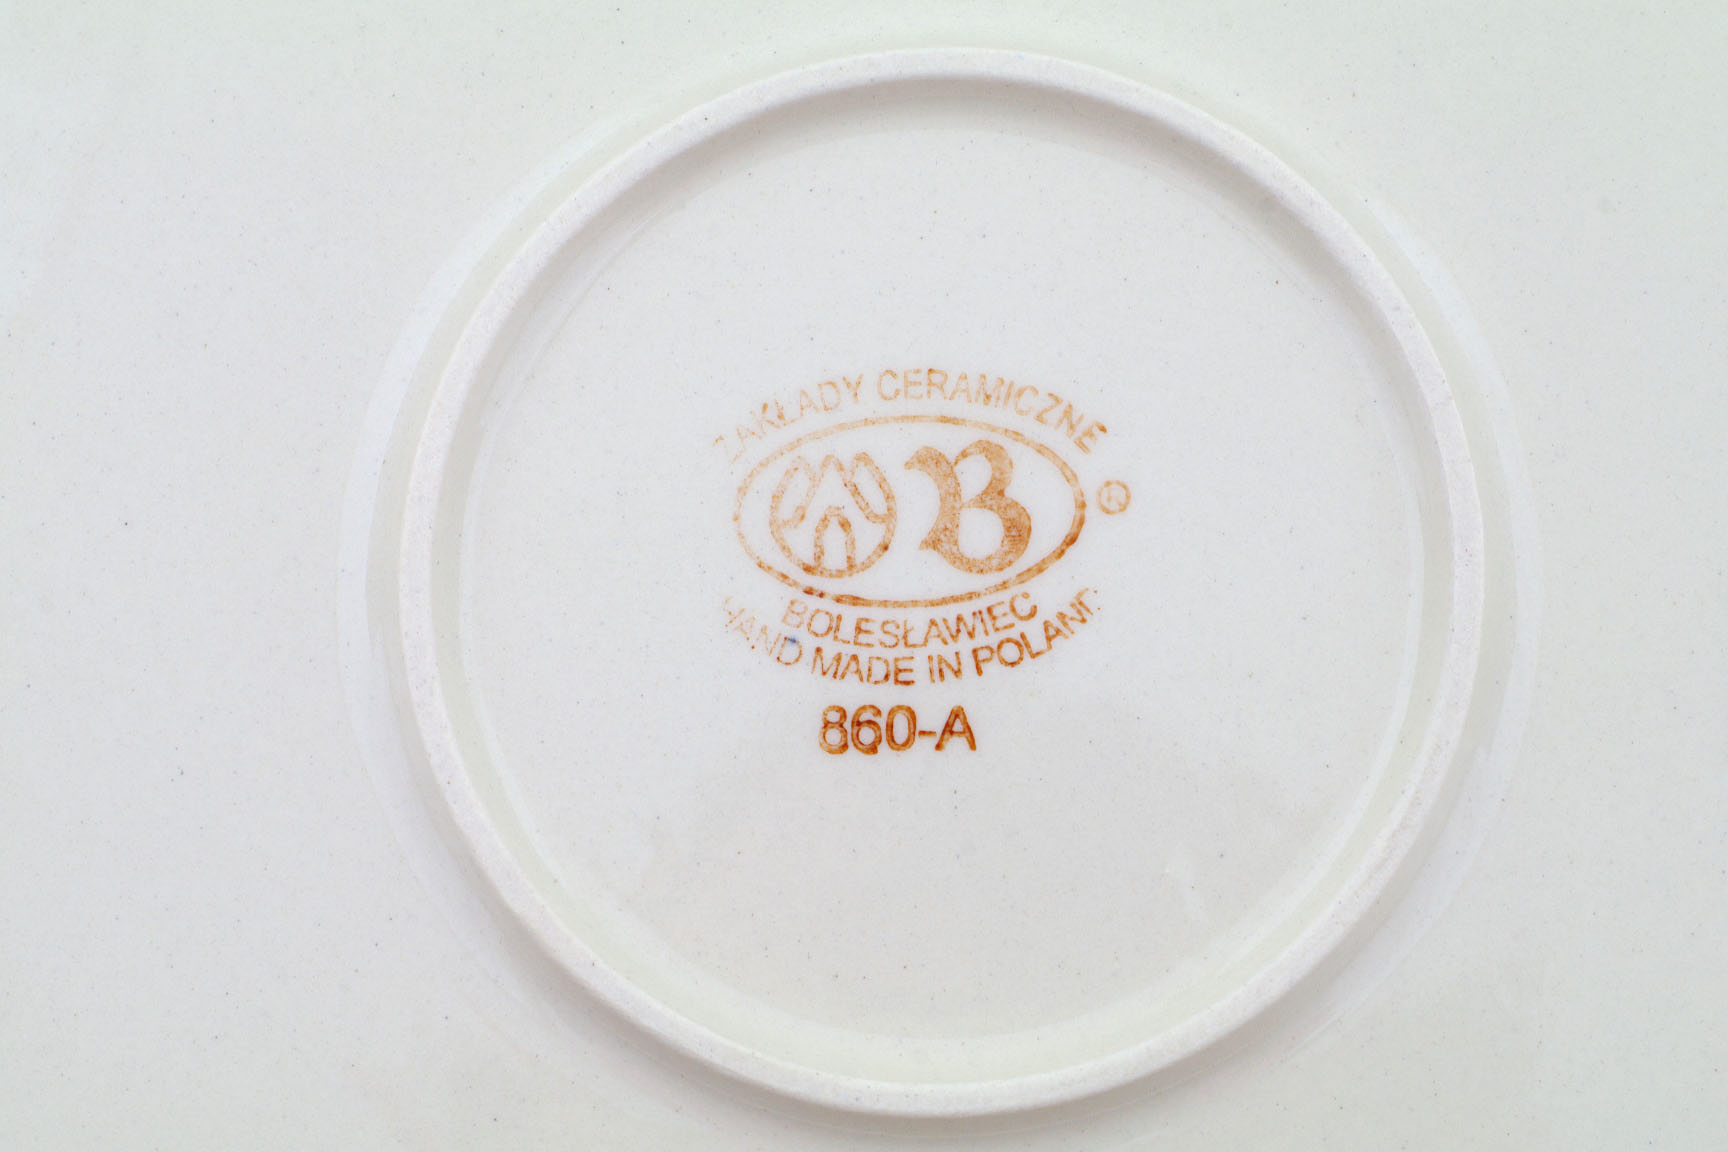 ZAKŁADY CERAMICZNE
B ®
BOLESŁAWIEC
HAND MADE IN POLAND
860-A